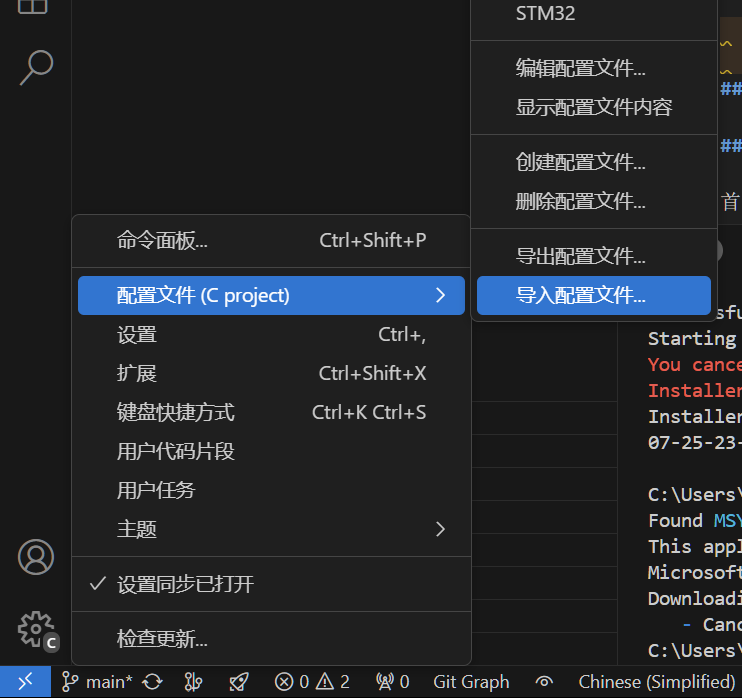 STM32
编辑配置文件...
显示配置文件内容
创建配置文件...
删除配置文件...
导出配置文件...
导入配置文件...
命令面板... Ctrl+Shift+P
配置文件 (C project)
设置 Ctrl+,
扩展 Ctrl+Shift+X
键盘快捷方式 Ctrl+K Ctrl+S
用户代码片段
用户任务
主题
设置同步已打开
检查更新...
C
##
##
首
Starting
You cance
Installer
Installer
07-25-23-
C:\Users\
Found MSY
This appl
Microsoft
Downloadi
- Canc
C:\Users\
main* 0 2 0 Git Graph Chinese (Simplified)